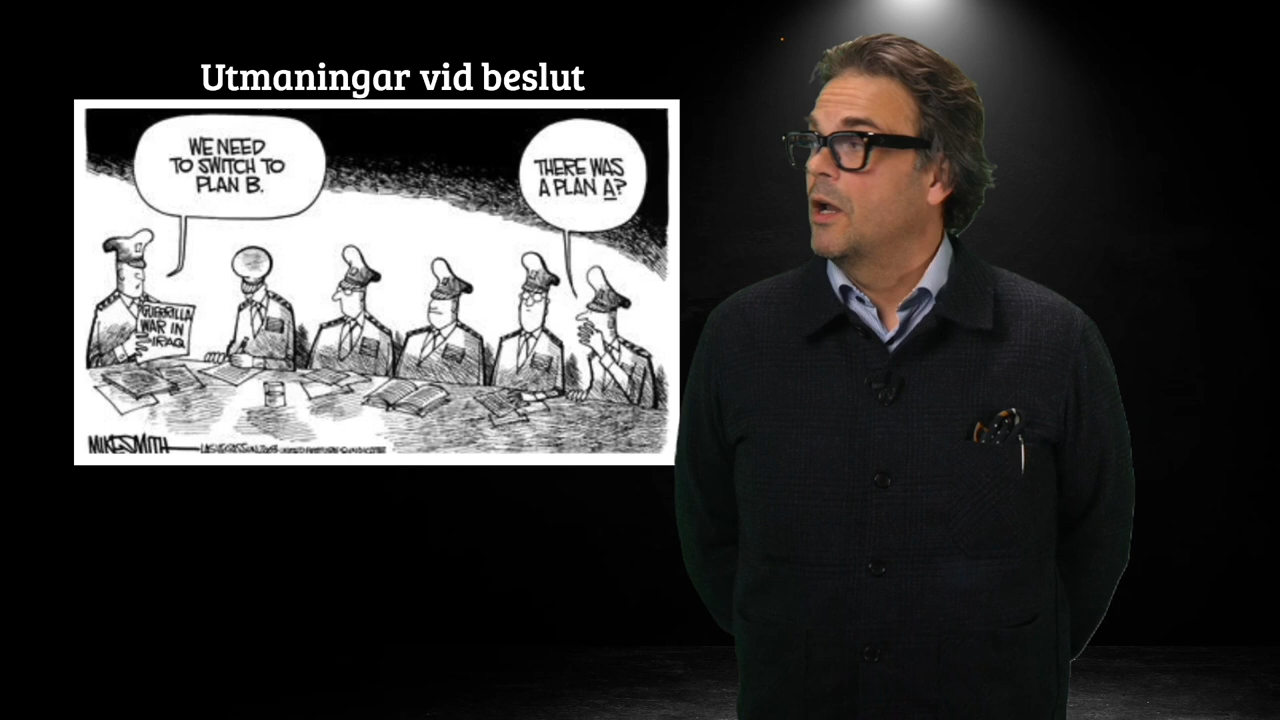 Utmaningar vid beslut
WE NEED
TO SWITCH TO
PLAN B.
THERE WAS
A PLAN A?
GUERRILLA
WAR IN
IRAQ
MIKE SMITH